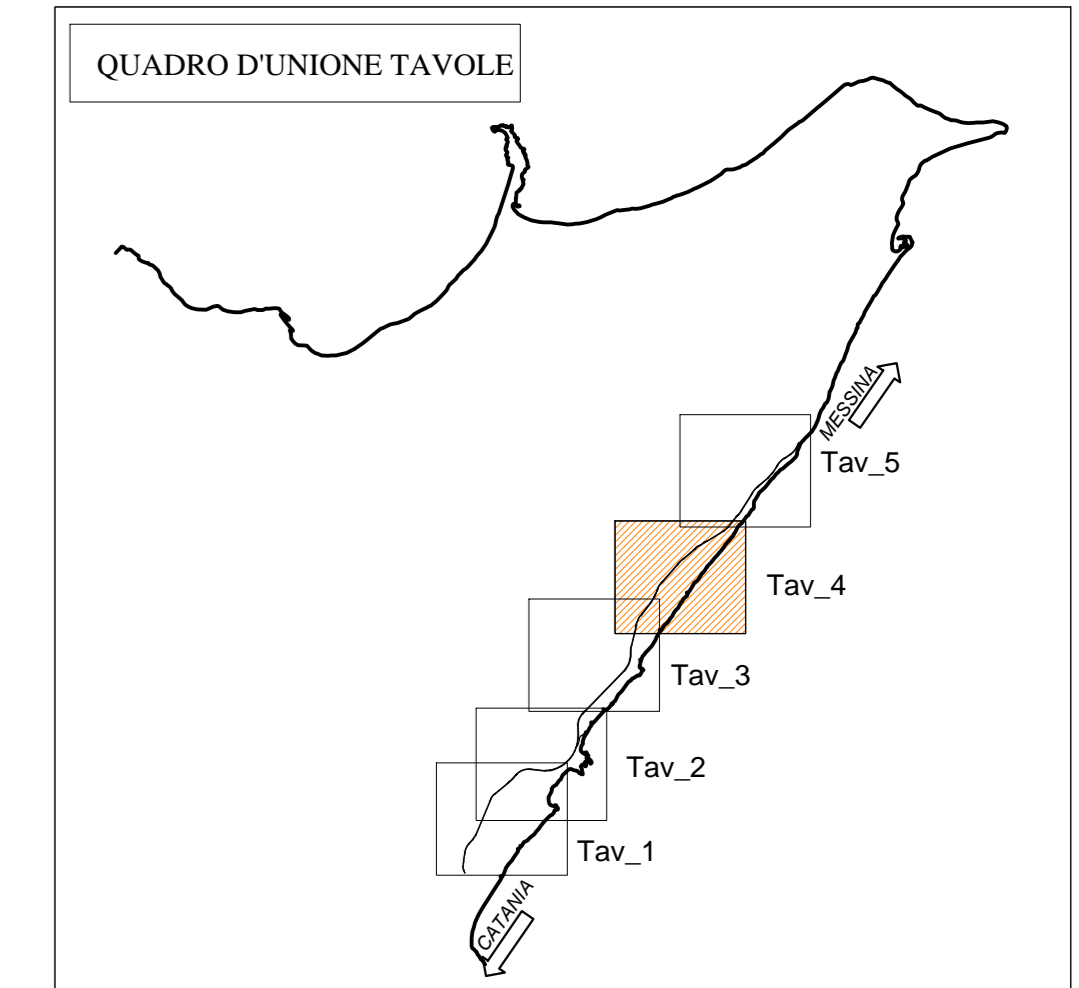 QUADRO D'UNIONE TAVOLE
MESSINA
Tav_5
Tav_4
Tav_3
Tav_2
Tav_1
CATANIA